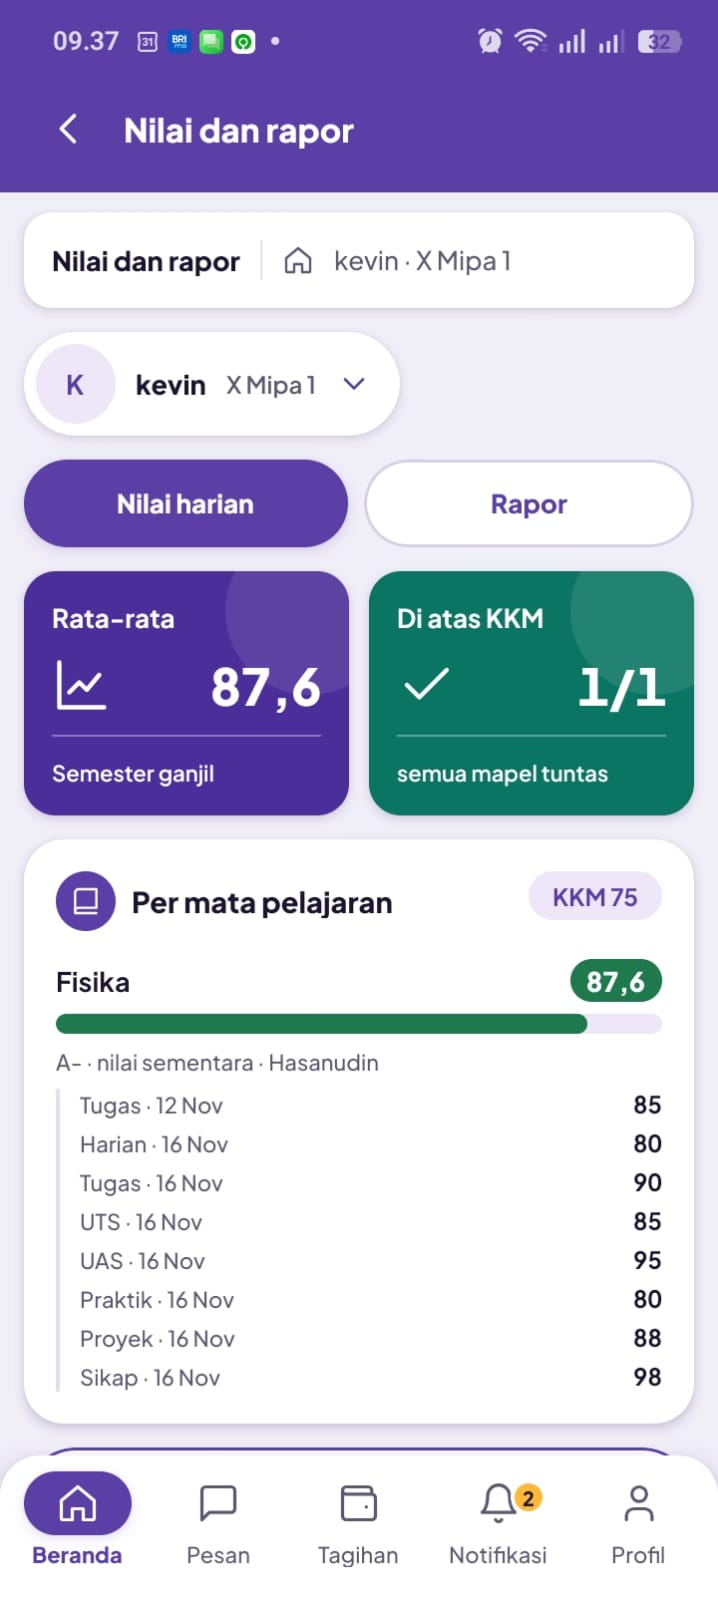 09.37
31
BRI
mo
32
Nilai dan rapor
Nilai dan rapor kevin · X Mipa 1
K kevin X Mipa 1
Nilai harian Rapor
Rata-rata
87,6
Semester ganjil
Di atas KKM
1/1
semua mapel tuntas
Per mata pelajaran KKM 75
Fisika 87,6
A- · nilai sementara · Hasanudin
Tugas · 12 Nov 85
Harian · 16 Nov 80
Tugas · 16 Nov 90
UTS · 16 Nov 85
UAS · 16 Nov 95
Praktik · 16 Nov 80
Proyek · 16 Nov 88
Sikap · 16 Nov 98
2
Beranda Pesan Tagihan Notifikasi Profil